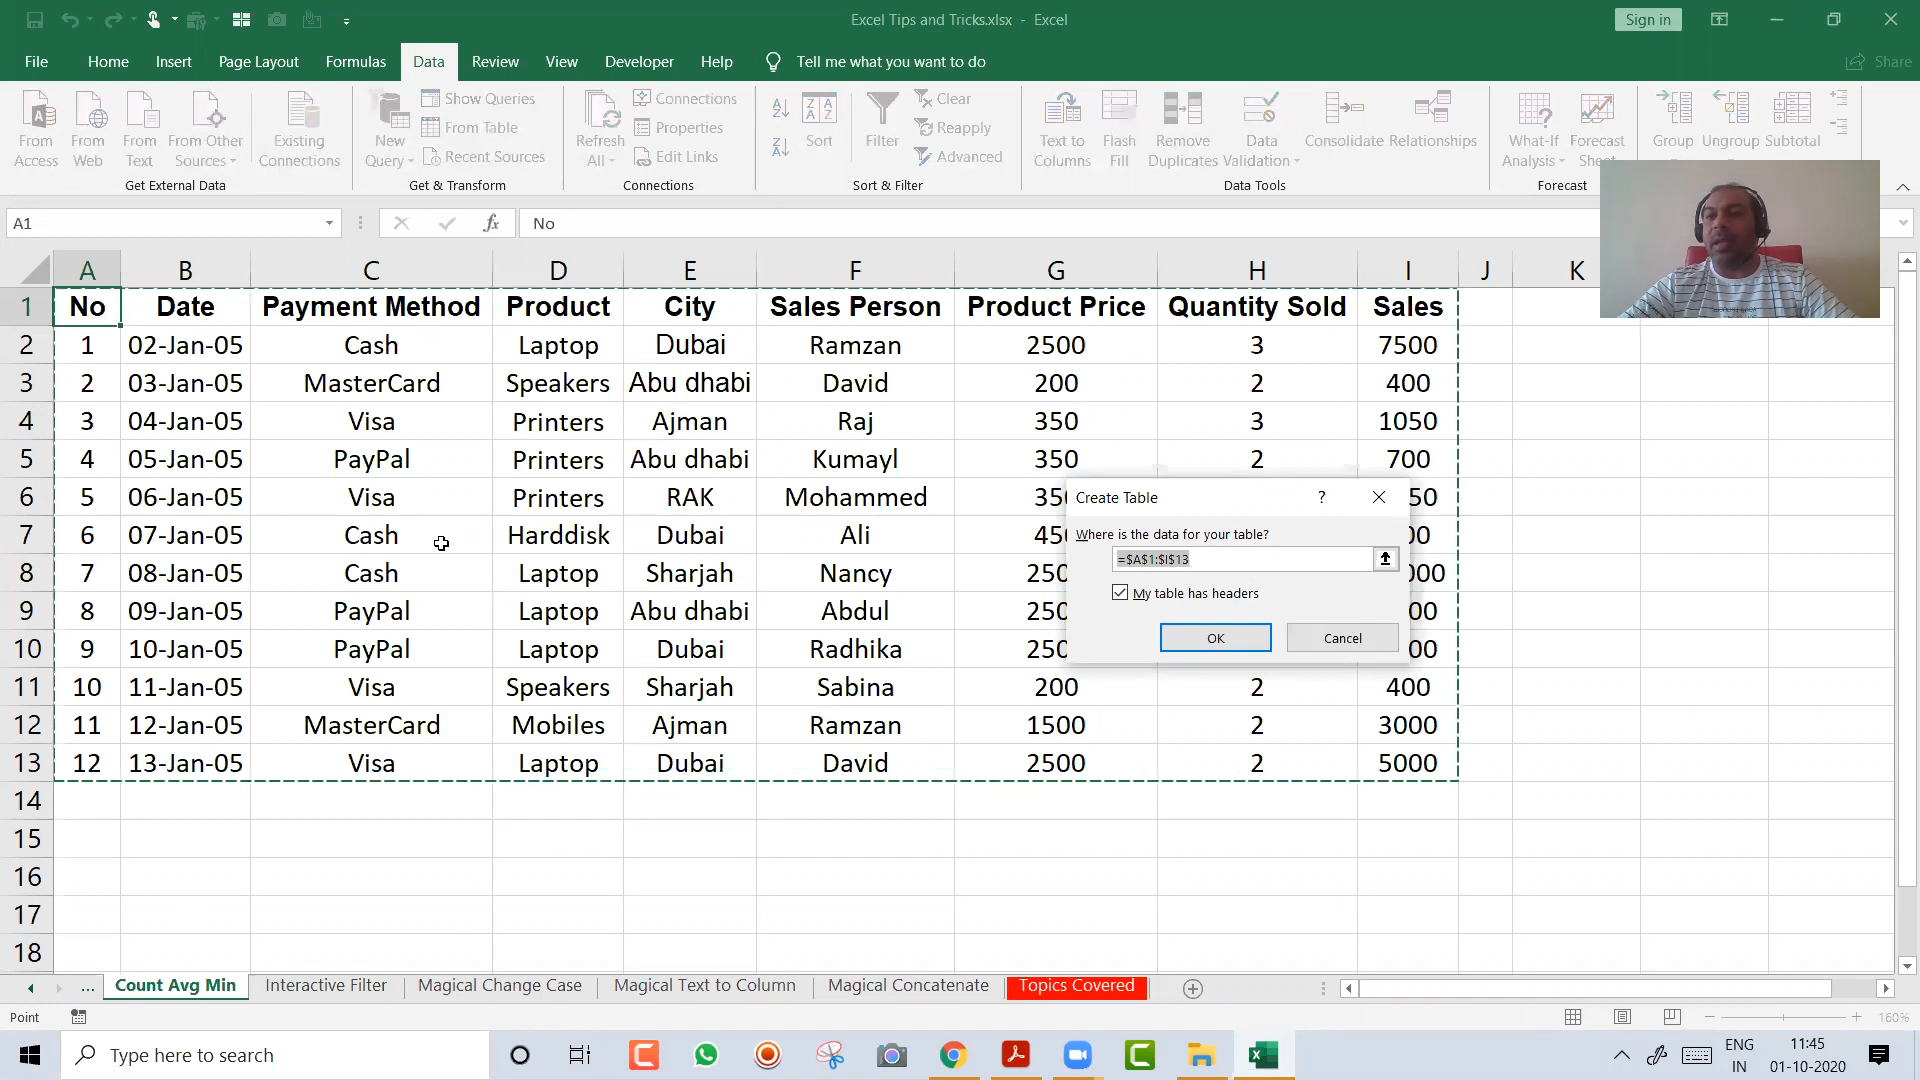 Excel Tips and Tricks.xlsx - Excel
Sign in
File Home Insert Page Layout Formulas Data Review View Developer Help Tell me what you want to do Share
From Access
From Web
From Text
From Other Sources
Existing Connections
Get External Data
New Query
Show Queries
From Table
Recent Sources
Get & Transform
Refresh All
Connections
Properties
Edit Links
Connections
Sort
Filter
Clear
Reapply
Advanced
Sort & Filter
Text to Columns
Flash Fill
Remove Duplicates
Data Validation
Consolidate
Relationships
Data Tools
What-If Analysis
Forecast Sheet
Forecast
Group
Ungroup
Subtotal
A1 fx No
A B C D E F G H I J K
1 No Date Payment Method Product City Sales Person Product Price Quantity Sold Sales
2 1 02-Jan-05 Cash Laptop Dubai Ramzan 2500 3 7500
3 2 03-Jan-05 MasterCard Speakers Abu dhabi David 200 2 400
4 3 04-Jan-05 Visa Printers Ajman Raj 350 3 1050
5 4 05-Jan-05 PayPal Printers Abu dhabi Kumayl 350 2 700
6 5 06-Jan-05 Visa Printers RAK Mohammed 35 50
7 6 07-Jan-05 Cash Harddisk Dubai Ali 45 00
8 7 08-Jan-05 Cash Laptop Sharjah Nancy 250 000
9 8 09-Jan-05 PayPal Laptop Abu dhabi Abdul 250 00
10 9 10-Jan-05 PayPal Laptop Dubai Radhika 250 00
11 10 11-Jan-05 Visa Speakers Sharjah Sabina 200 2 400
12 11 12-Jan-05 MasterCard Mobiles Ajman Ramzan 1500 2 3000
13 12 13-Jan-05 Visa Laptop Dubai David 2500 2 5000
14
15
16
17
18
Create Table ?
Where is the data for your table?
=$A$1:$I$13
My table has headers
OK Cancel
... Count Avg Min Interactive Filter Magical Change Case Magical Text to Column Magical Concatenate Topics Covered
Point 160%
Type here to search
ENG
IN
11:45
01-10-2020